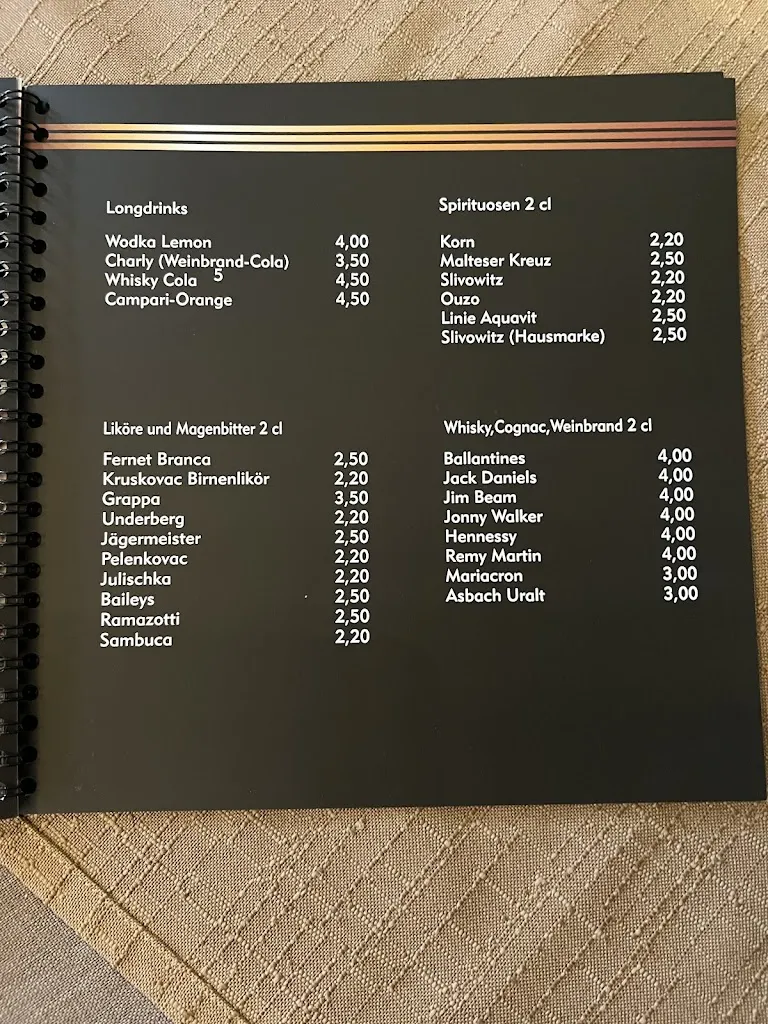 Longdrinks
Wodka Lemon 4,00
Charly (Weinbrand-Cola) 3,50
Whisky Cola 5 4,50
Campari-Orange 4,50
Spirituosen 2 cl
Korn 2,20
Malteser Kreuz 2,50
Slivowitz 2,20
Ouzo 2,20
Linie Aquavit 2,50
Slivowitz (Hausmarke) 2,50
Liköre und Magenbitter 2 cl
Fernet Branca 2,50
Kruskovac Birnenlikör 2,20
Grappa 3,50
Underberg 2,20
Jägermeister 2,50
Pelenkovac 2,20
Julischka 2,20
Baileys 2,50
Ramazotti 2,50
Sambuca 2,20
Whisky,Cognac,Weinbrand 2 cl
Ballantines 4,00
Jack Daniels 4,00
Jim Beam 4,00
Jonny Walker 4,00
Hennessy 4,00
Remy Martin 4,00
Mariacron 3,00
Asbach Uralt 3,00